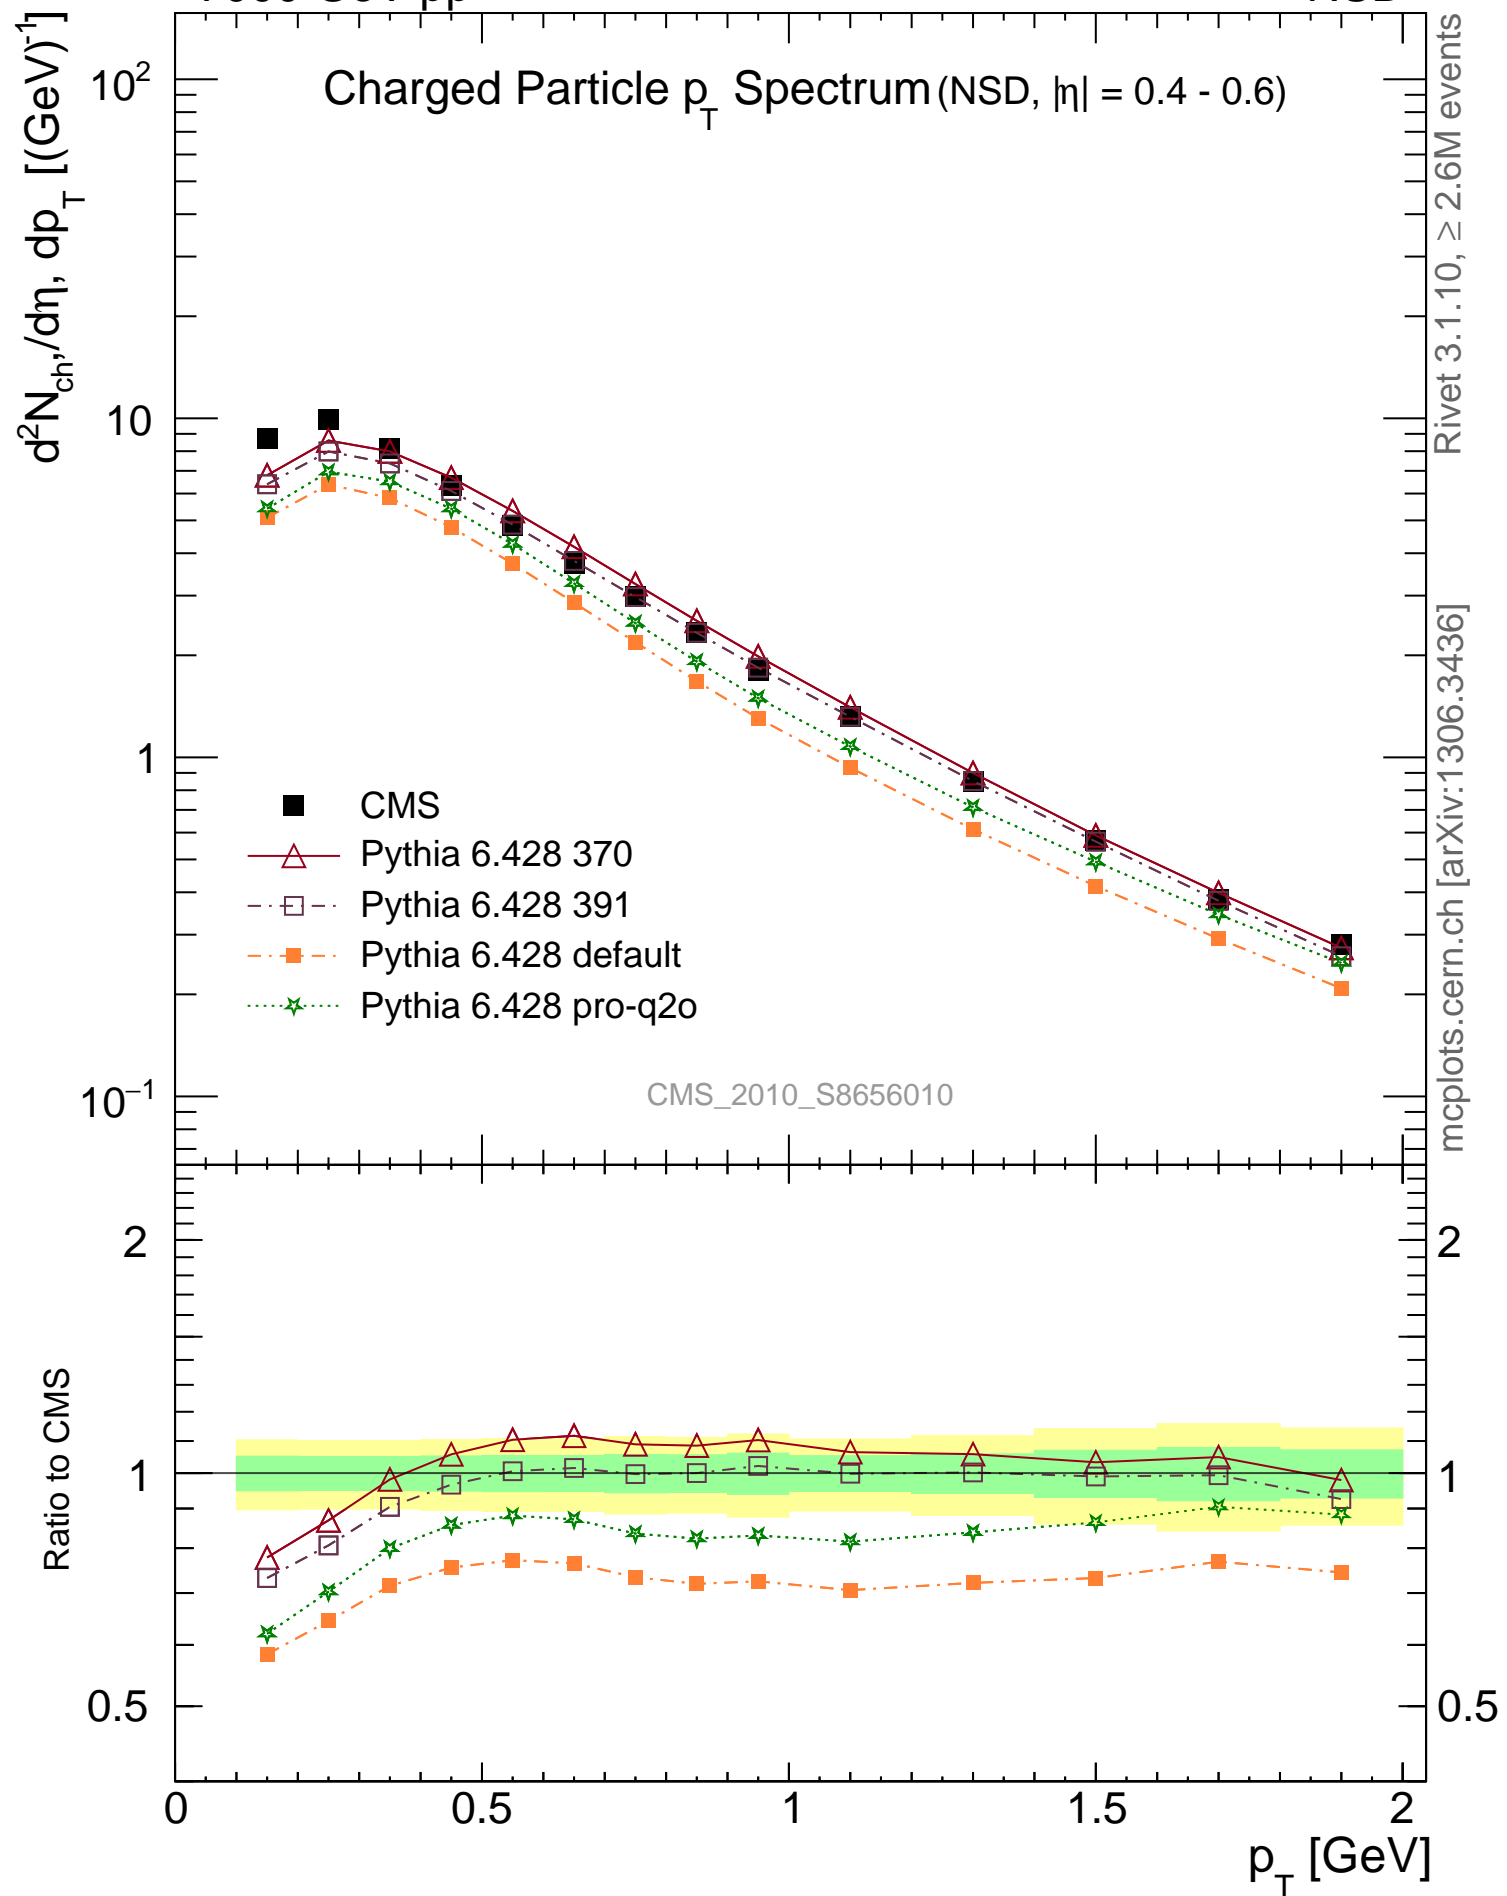 Charged Particle p_T Spectrum (NSD, |η| = 0.4 - 0.6)
d²N_ch,/dη, dp_T [(GeV)⁻¹]
10²
10
1
10⁻¹
CMS
Pythia 6.428 370
Pythia 6.428 391
Pythia 6.428 default
Pythia 6.428 pro-q2o
CMS_2010_S8656010
Rivet 3.1.10, ≥ 2.6M events
mcplots.cern.ch [arXiv:1306.3436]
Ratio to CMS
2
1
0.5
2
1
0.5
0 0.5 1 1.5 2
p_T [GeV]